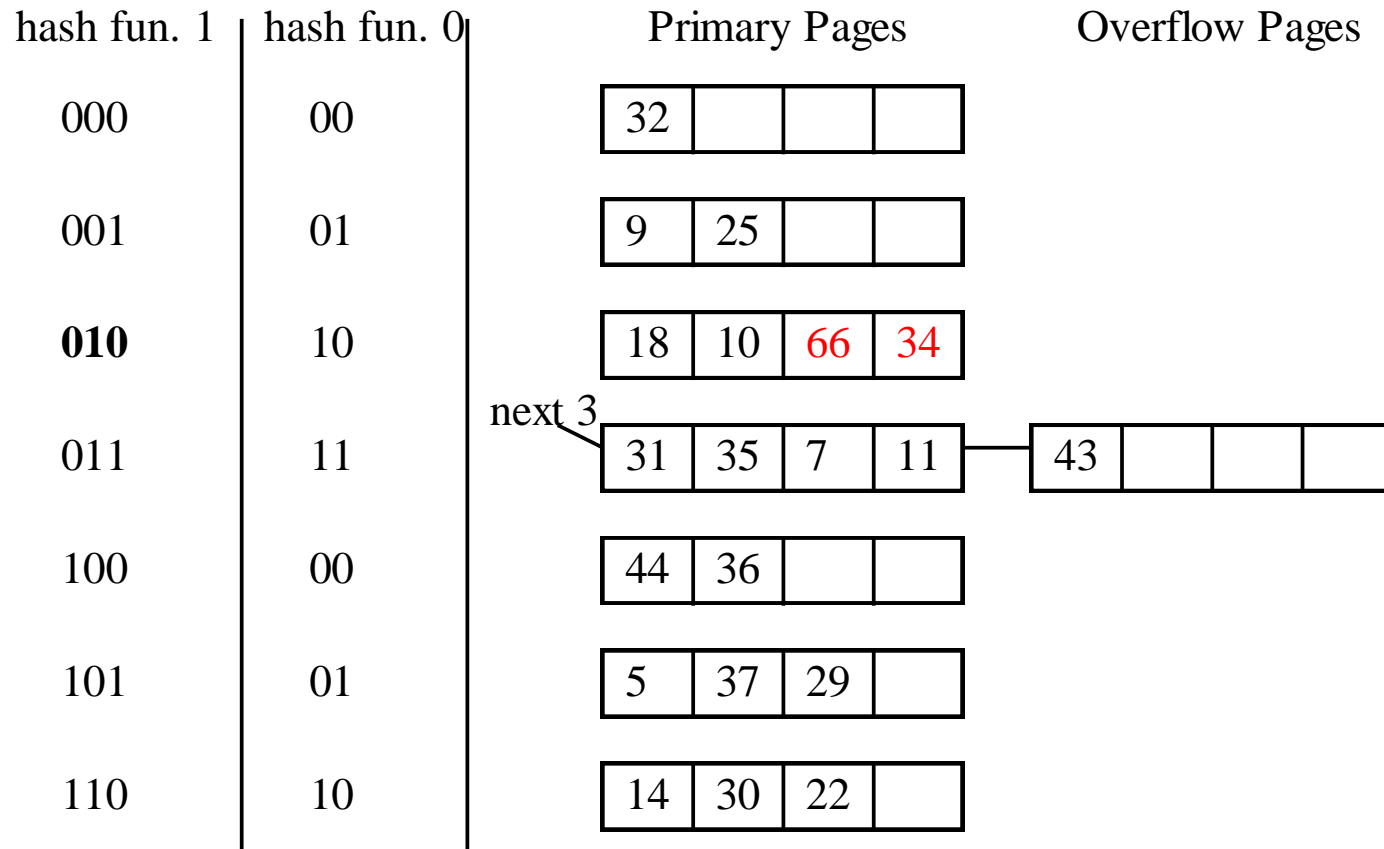 hash fun. 1 hash fun. 0 Primary Pages Overflow Pages
000 00 32
001 01 9 25
010 10 18 10 66 34
next 3
011 11 31 35 7 11 43
100 00 44 36
101 01 5 37 29
110 10 14 30 22